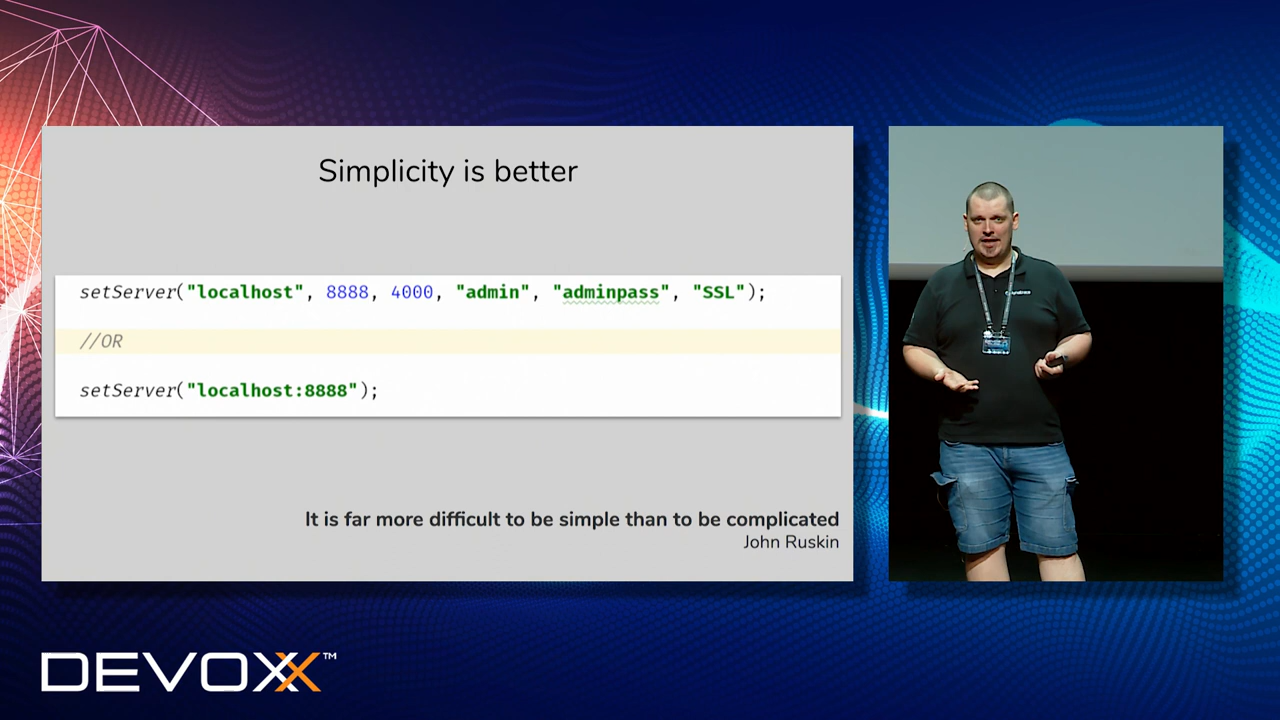 Simplicity is better
setServer("localhost", 8888, 4000, "admin", "adminpass", "SSL");
//OR
setServer("localhost:8888");
It is far more difficult to be simple than to be complicated
John Ruskin
DEVOXX™